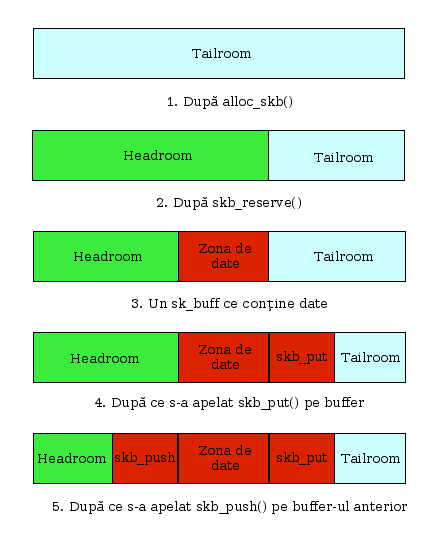 Tailroom
1. După alloc_skb()
Headroom Tailroom
2. După skb_reserve()
Headroom Zona de date Tailroom
3. Un sk_buff ce conține date
Headroom Zona de date skb_put Tailroom
4. După ce s-a apelat skb_put() pe buffer
Headroom skb_push Zona de date skb_put Tailroom
5. După ce s-a apelat skb_push() pe buffer-ul anterior